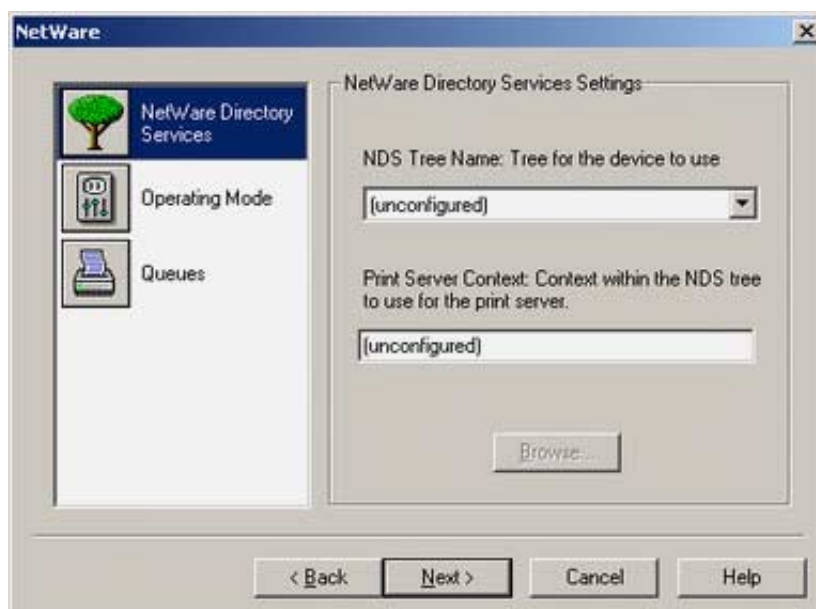 NetWare
NetWare Directory
Services
Operating Mode
Queues
NetWare Directory Services Settings
NDS Tree Name: Tree for the device to use
(unconfigured)
Print Server Context: Context within the NDS tree
to use for the print server.
(unconfigured)
Browse...
< Back
Next >
Cancel
Help